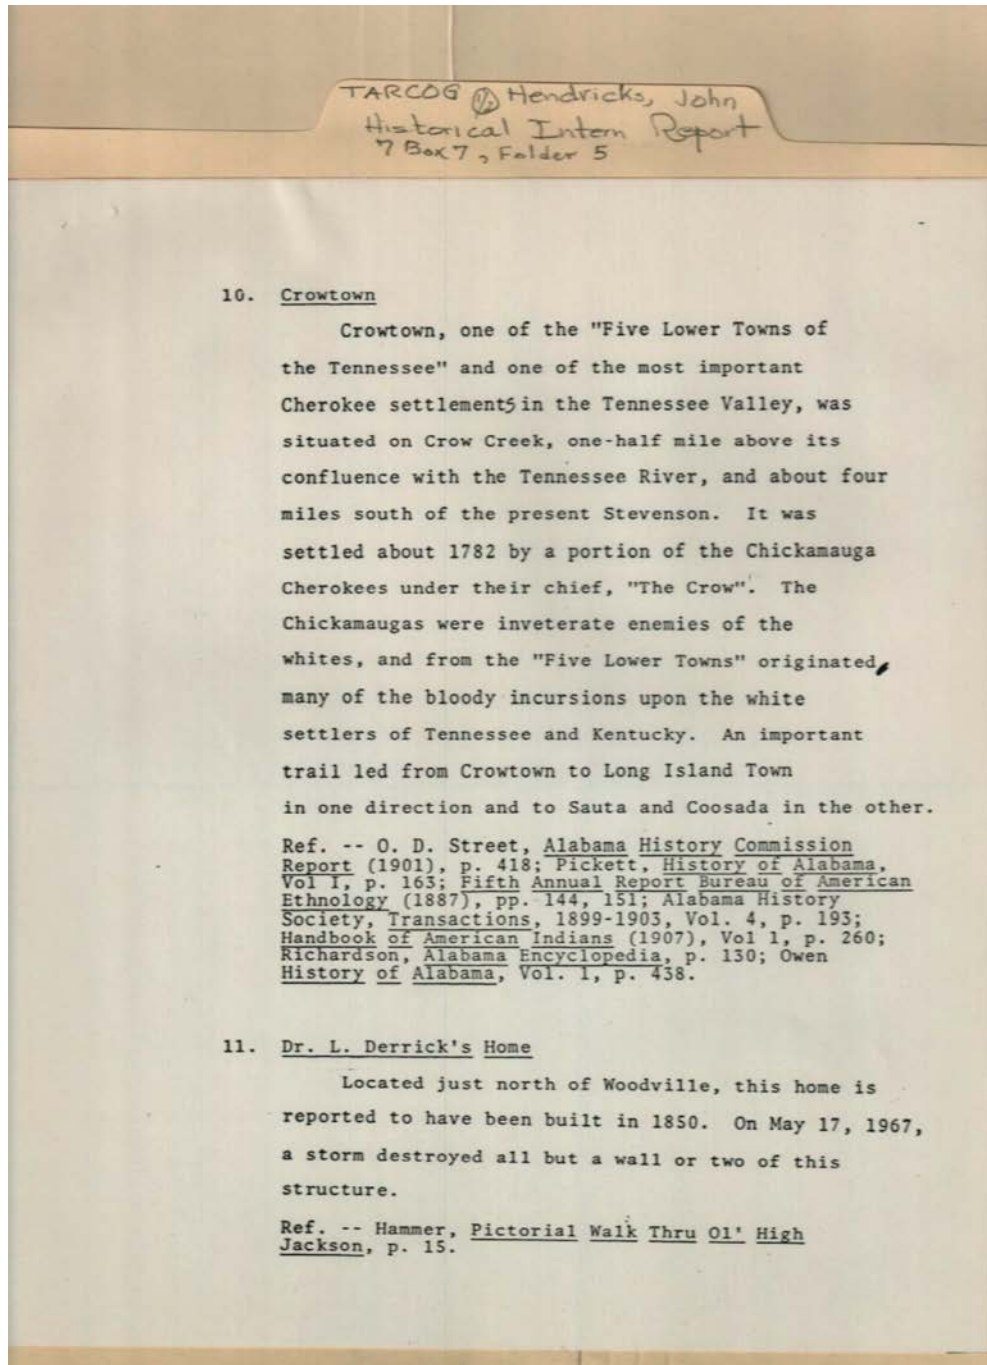 TARCOG 1/2 Hendricks, John
Historical Intern Report
7 Box 7, Folder 5
10. Crowtown
Crowtown, one of the "Five Lower Towns of
the Tennessee" and one of the most important
Cherokee settlements in the Tennessee Valley, was
situated on Crow Creek, one-half mile above its
confluence with the Tennessee River, and about four
miles south of the present Stevenson. It was
settled about 1782 by a portion of the Chickamauga
Cherokees under their chief, "The Crow". The
Chickamaugas were inveterate enemies of the
whites, and from the "Five Lower Towns" originated,
many of the bloody incursions upon the white
settlers of Tennessee and Kentucky. An important
trail led from Crowtown to Long Island Town
in one direction and to Sauta and Coosada in the other.
Ref. -- O. D. Street, Alabama History Commission
Report (1901), p. 418; Pickett, History of Alabama,
Vol I, p. 163; Fifth Annual Report Bureau of American
Ethnology (1887), pp. 144, 151; Alabama History
Society, Transactions, 1899-1903, Vol. 4, p. 193;
Handbook of American Indians (1907), Vol 1, p. 260;
Richardson, Alabama Encyclopedia, p. 130; Owen
History of Alabama, Vol. 1, p. 438.
11. Dr. L. Derrick's Home
Located just north of Woodville, this home is
reported to have been built in 1850. On May 17, 1967,
a storm destroyed all but a wall or two of this
structure.
Ref. -- Hammer, Pictorial Walk Thru Ol' High
Jackson, p. 15.